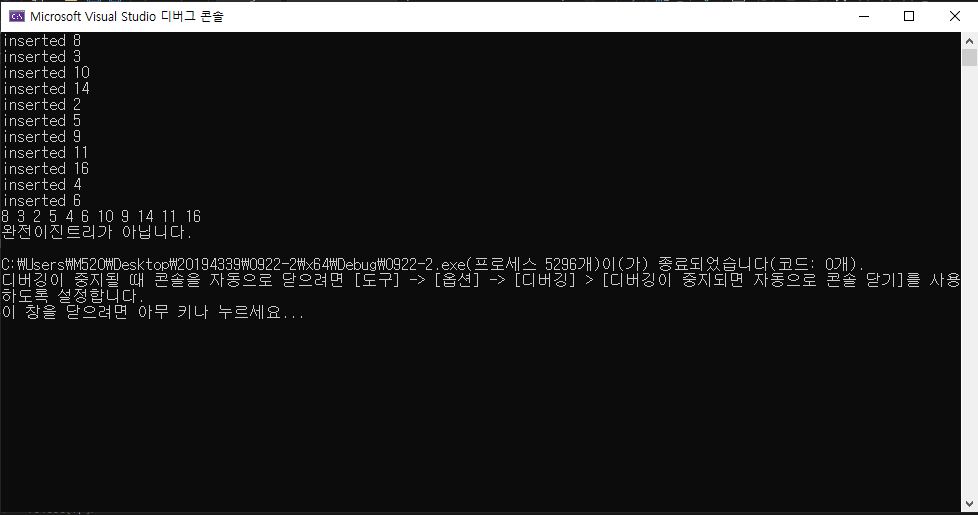 Microsoft Visual Studio 디버그 콘솔
inserted 8
inserted 3
inserted 10
inserted 14
inserted 2
inserted 5
inserted 9
inserted 11
inserted 16
inserted 4
inserted 6
8 3 2 5 4 6 10 9 14 11 16
완전이진트리가 아닙니다.
C:₩Users₩M520₩Desktop₩20194339₩0922-2₩x64₩Debug₩0922-2.exe(프로세스 5296개)이(가) 종료되었습니다(코드: 0개).
디버깅이 중지될 때 콘솔을 자동으로 닫으려면 [도구] -> [옵션] -> [디버깅] > [디버깅이 중지되면 자동으로 콘솔 닫기]를 사용
하도록 설정합니다.
이 창을 닫으려면 아무 키나 누르세요...